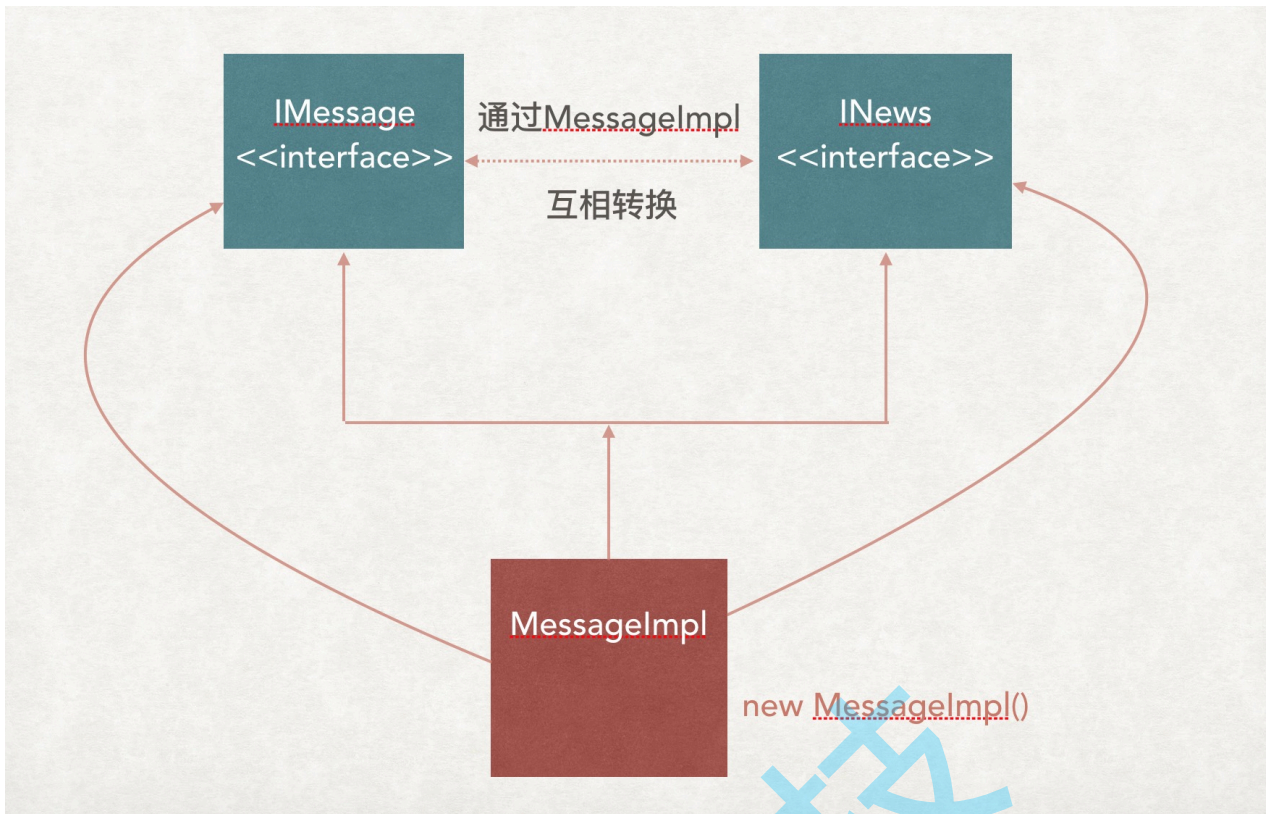 IMessage
<<interface>>
通过MessageImpl
互相转换
INews
<<interface>>
MessageImpl
new MessageImpl()